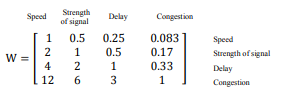 Speed Strength of signal Delay Congestion
W =
1 0.5 0.25 0.083 Speed
2 1 0.5 0.17 Strength of signal
4 2 1 0.33 Delay
12 6 3 1 Congestion